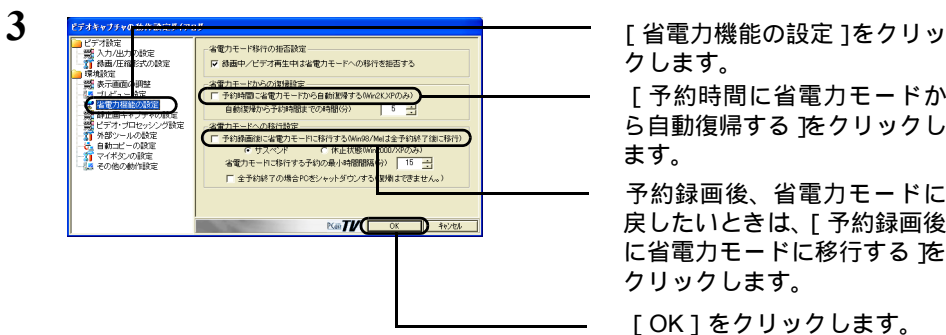 3
ビデオキャプチャの動作設定ダイアログ
ビデオ設定
入力/出力の設定
録画/圧縮形式の設定
環境設定
表示画面の調整
プレビュー設定
省電力機能の設定
静止画キャプチャの設定
ビデオ・プロセッシング設定
外部ツールの設定
自動コピーの設定
マイボタンの設定
その他の動作設定
省電力モード移行の拒否設定
録画中/ビデオ再生中は省電力モードへの移行を拒否する
省電力モードからの復帰設定
予約時間に省電力モードから自動復帰する(Win2K/XPのみ)
自動復帰から予約時間までの時間(分) 5
省電力モードへの移行設定
予約録画後に省電力モードに移行する(Win98/Meは全予約終了後に移行)
サスペンド 休止状態(Win2000/XPのみ)
省電力モードに移行する予約の最小時間間隔(分) 15
全予約終了の場合PCをシャットダウンする(復帰はできません。)
TV OK キャンセル
[ 省電力機能の設定 ]をクリッ
クします。
[ 予約時間に省電力モードか
ら自動復帰する ]をクリックし
ます。
予約録画後、省電力モードに
戻したいときは、[ 予約録画後
に省電力モードに移行する ]を
クリックします。
[ OK ] をクリックします。